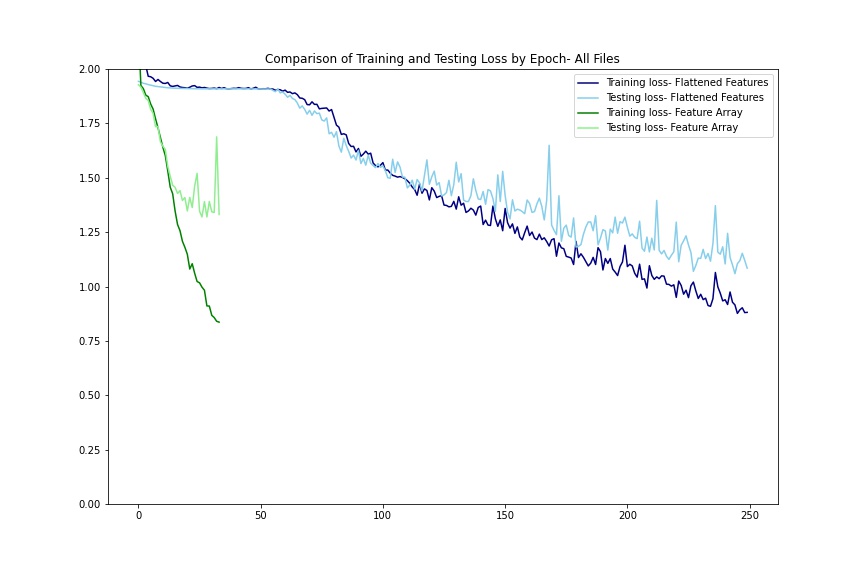 Comparison of Training and Testing Loss by Epoch- All Files
2.00
1.75
1.50
1.25
1.00
0.75
0.50
0.25
0.00
0 50 100 150 200 250
Training loss- Flattened Features
Testing loss- Flattened Features
Training loss- Feature Array
Testing loss- Feature Array